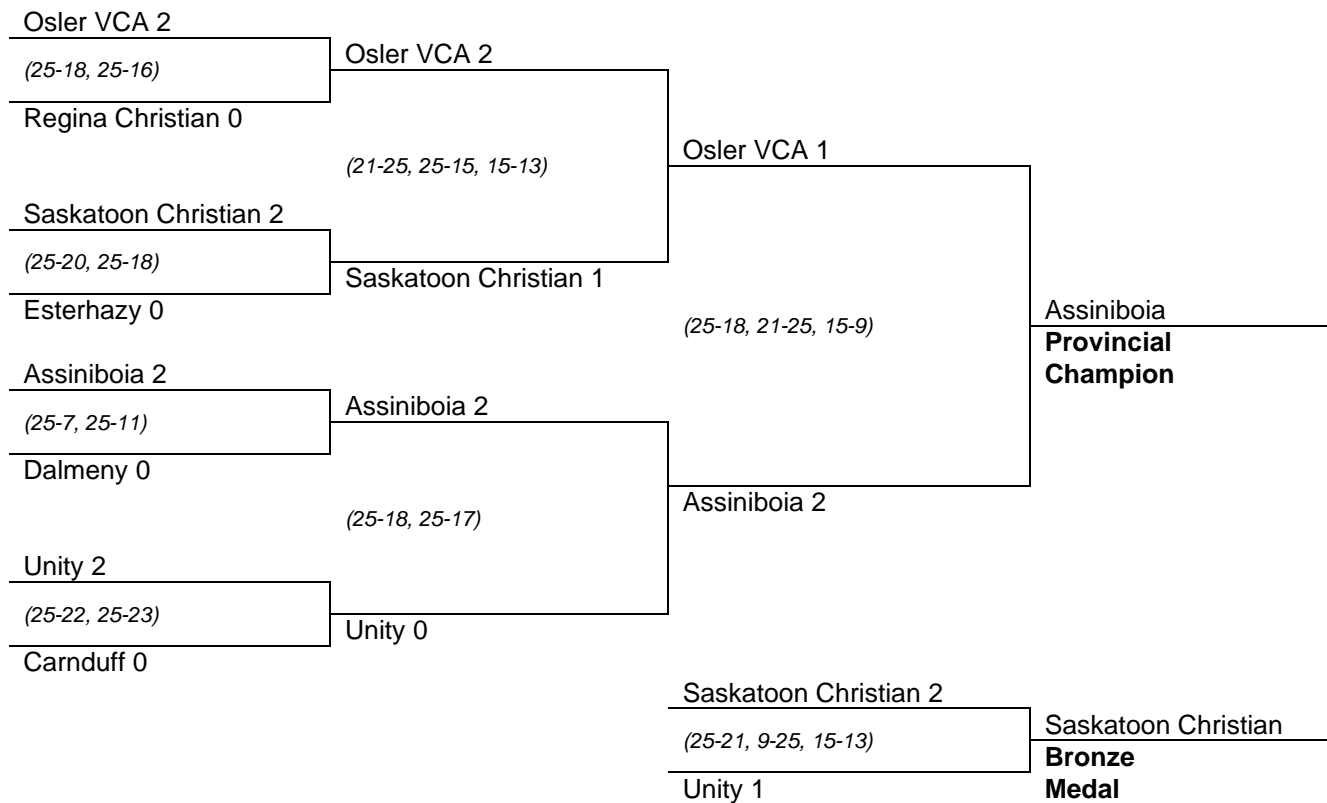 Osler VCA 2
(25-18, 25-16)
Regina Christian 0
Osler VCA 2
(21-25, 25-15, 15-13)
Saskatoon Christian 2
(25-20, 25-18)
Esterhazy 0
Saskatoon Christian 1
Osler VCA 1
(25-18, 21-25, 15-9)
Assiniboia
Provincial
Champion
Assiniboia 2
(25-7, 25-11)
Dalmeny 0
Assiniboia 2
(25-18, 25-17)
Assiniboia 2
Unity 2
(25-22, 25-23)
Carnduff 0
Unity 0
Saskatoon Christian 2
(25-21, 9-25, 15-13)
Unity 1
Saskatoon Christian
Bronze
Medal